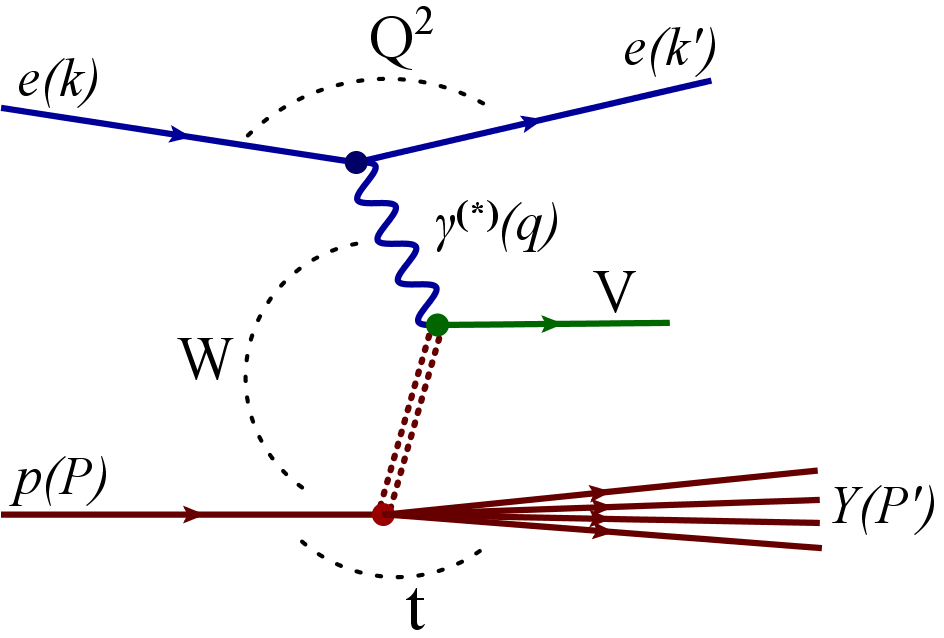 Q²
e(k)
e(k′)
γ(*)(q)
V
W
p(P)
Y(P′)
t